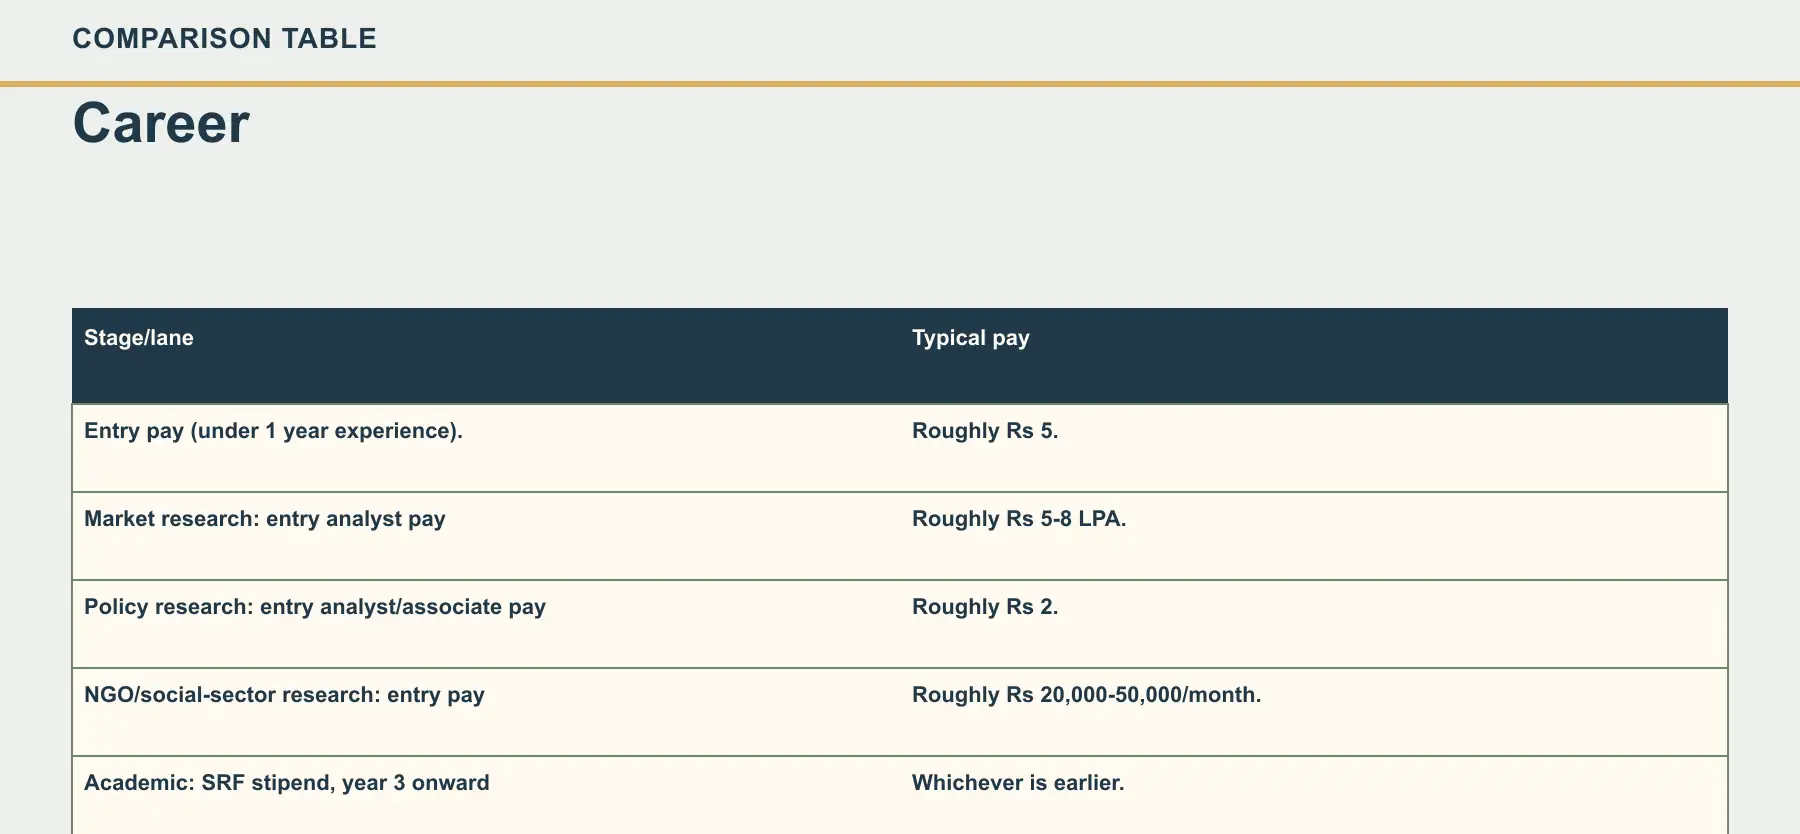 COMPARISON TABLE
Career
Stage/lane Typical pay
Entry pay (under 1 year experience). Roughly Rs 5.
Market research: entry analyst pay Roughly Rs 5-8 LPA.
Policy research: entry analyst/associate pay Roughly Rs 2.
NGO/social-sector research: entry pay Roughly Rs 20,000-50,000/month.
Academic: SRF stipend, year 3 onward Whichever is earlier.